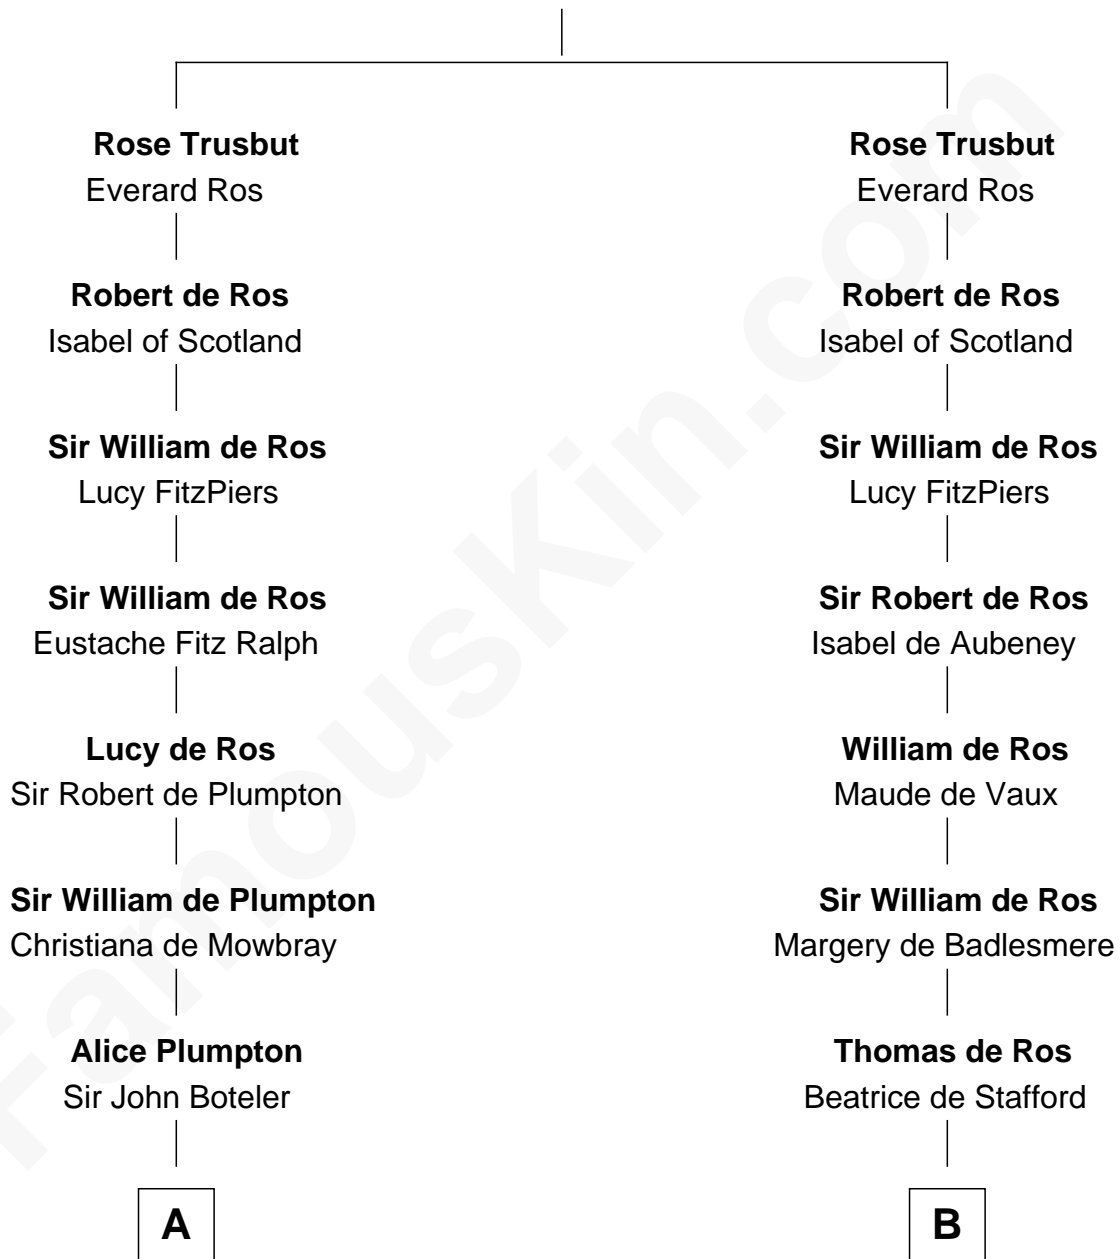 Rose Trusbut
Everard Ros
Robert de Ros
Isabel of Scotland
Sir William de Ros
Lucy FitzPiers
Sir William de Ros
Eustache Fitz Ralph
Lucy de Ros
Sir Robert de Plumpton
Sir William de Plumpton
Christiana de Mowbray
Alice Plumpton
Sir John Boteler
A
Rose Trusbut
Everard Ros
Robert de Ros
Isabel of Scotland
Sir William de Ros
Lucy FitzPiers
Sir Robert de Ros
Isabel de Aubeney
William de Ros
Maude de Vaux
Sir William de Ros
Margery de Badlesmere
Thomas de Ros
Beatrice de Stafford
B
FamousKin.com